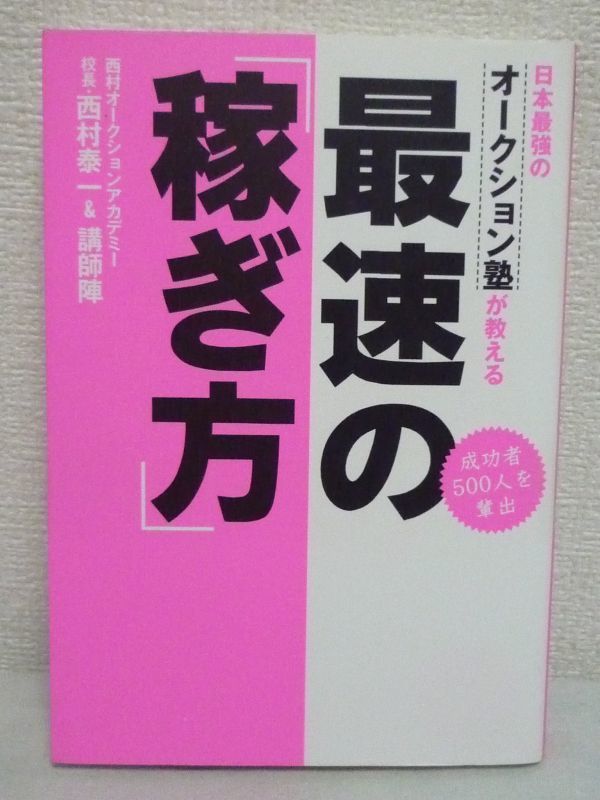 日本最強の
オークション塾が教える
最速の
「稼ぎ方」
成功者
500人を
輩出
西村オークションアカデミー
校長・西村泰一&講師陣